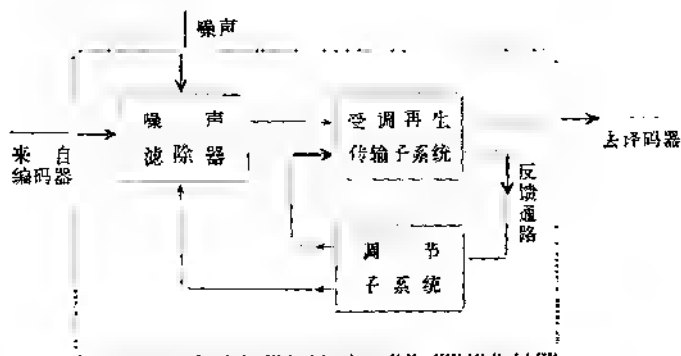 噪声
噪声
滤除器
受调再生
传输子系统
来自
编码器
去译码器
反馈通路
调节
子系统